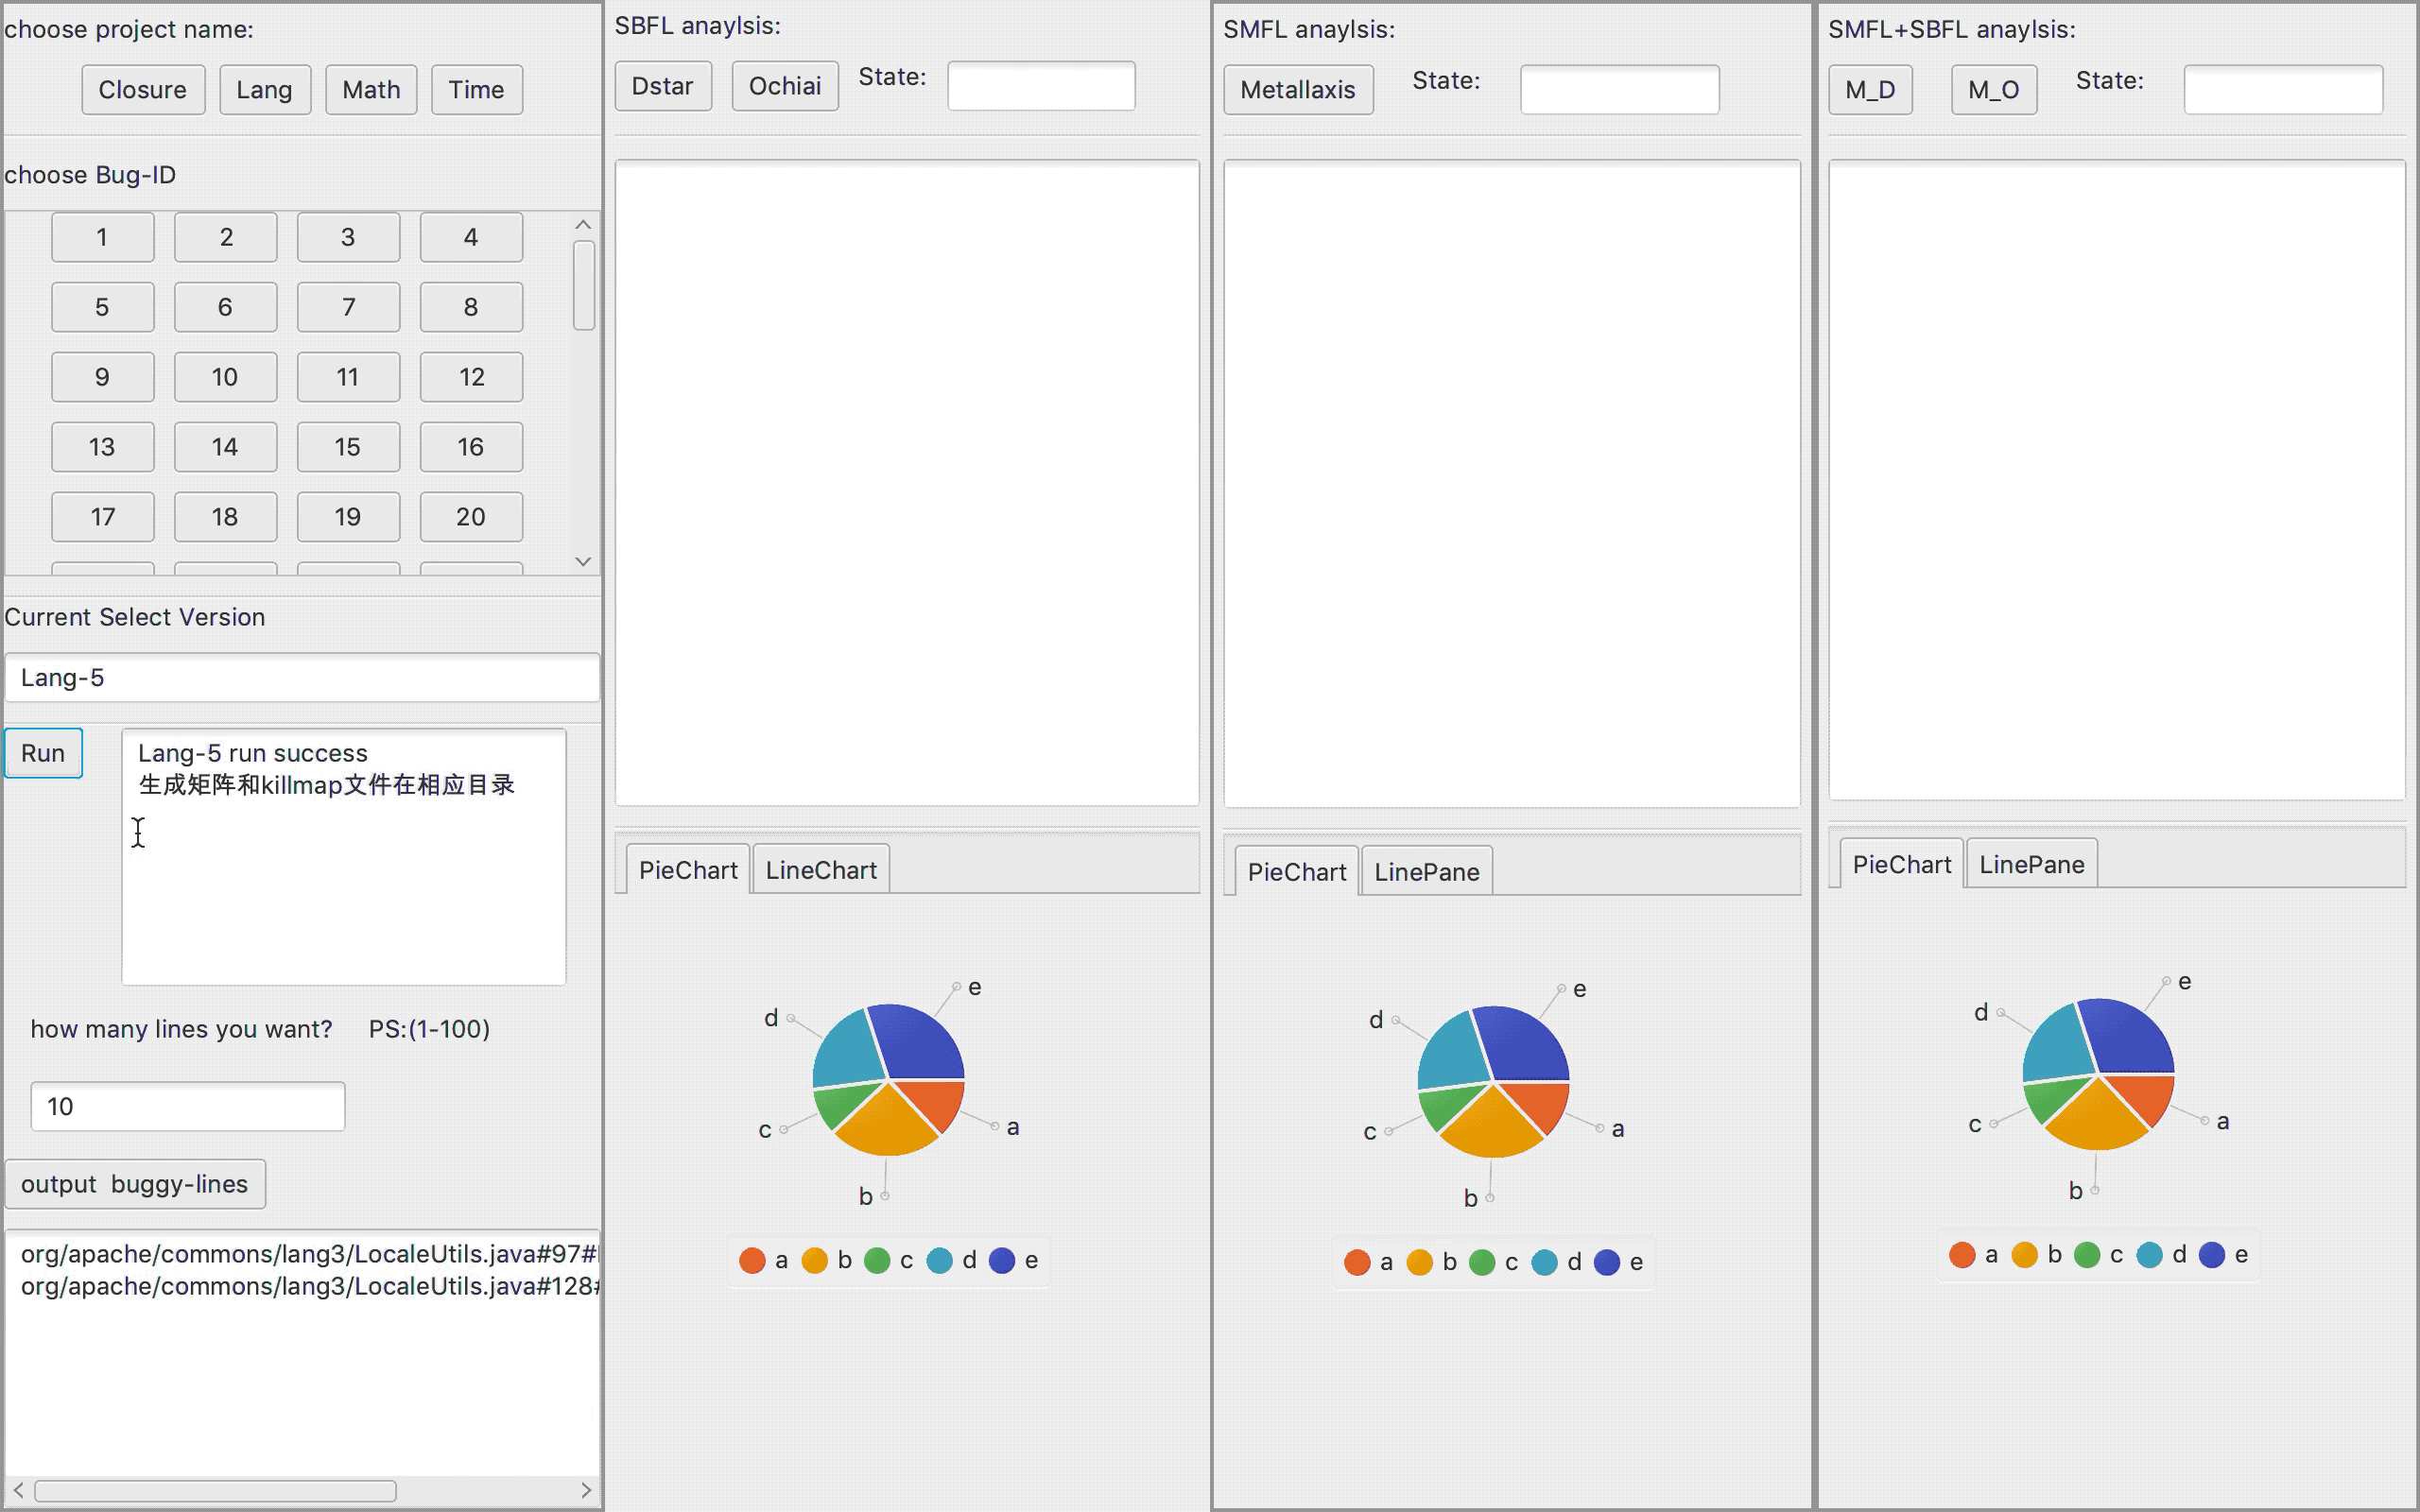 choose project name:
Closure Lang Math Time
choose Bug-ID
1 2 3 4
5 6 7 8
9 10 11 12
13 14 15 16
17 18 19 20
Current Select Version
Lang-5
Run
Lang-5 run success
生成矩阵和killmap文件在相应目录
how many lines you want? PS:(1-100)
10
output buggy-lines
org/apache/commons/lang3/LocaleUtils.java#97#
org/apache/commons/lang3/LocaleUtils.java#128#
SBFL anaylsis:
Dstar Ochiai State:
PieChart LineChart
e
d
c
a
b
a b c d e
SMFL anaylsis:
Metallaxis State:
PieChart LinePane
e
d
c
a
b
a b c d e
SMFL+SBFL anaylsis:
M_D M_O State:
PieChart LinePane
e
d
c
a
b
a b c d e